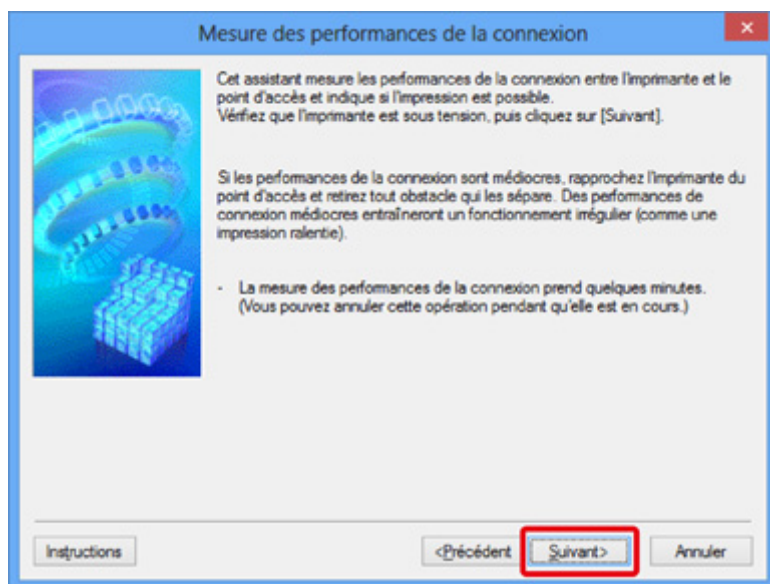 Mesure des performances de la connexion
Cet assistant mesure les performances de la connexion entre l'imprimante et le
point d'accès et indique si l'impression est possible.
Vérifiez que l'imprimante est sous tension, puis cliquez sur [Suivant].
Si les performances de la connexion sont médiocres, rapprochez l'imprimante du
point d'accès et retirez tout obstacle qui les sépare. Des performances de
connexion médiocres entraîneront un fonctionnement irrégulier (comme une
impression ralentie).
- La mesure des performances de la connexion prend quelques minutes.
(Vous pouvez annuler cette opération pendant qu'elle est en cours.)
Instructions <Précédent Suivant> Annuler